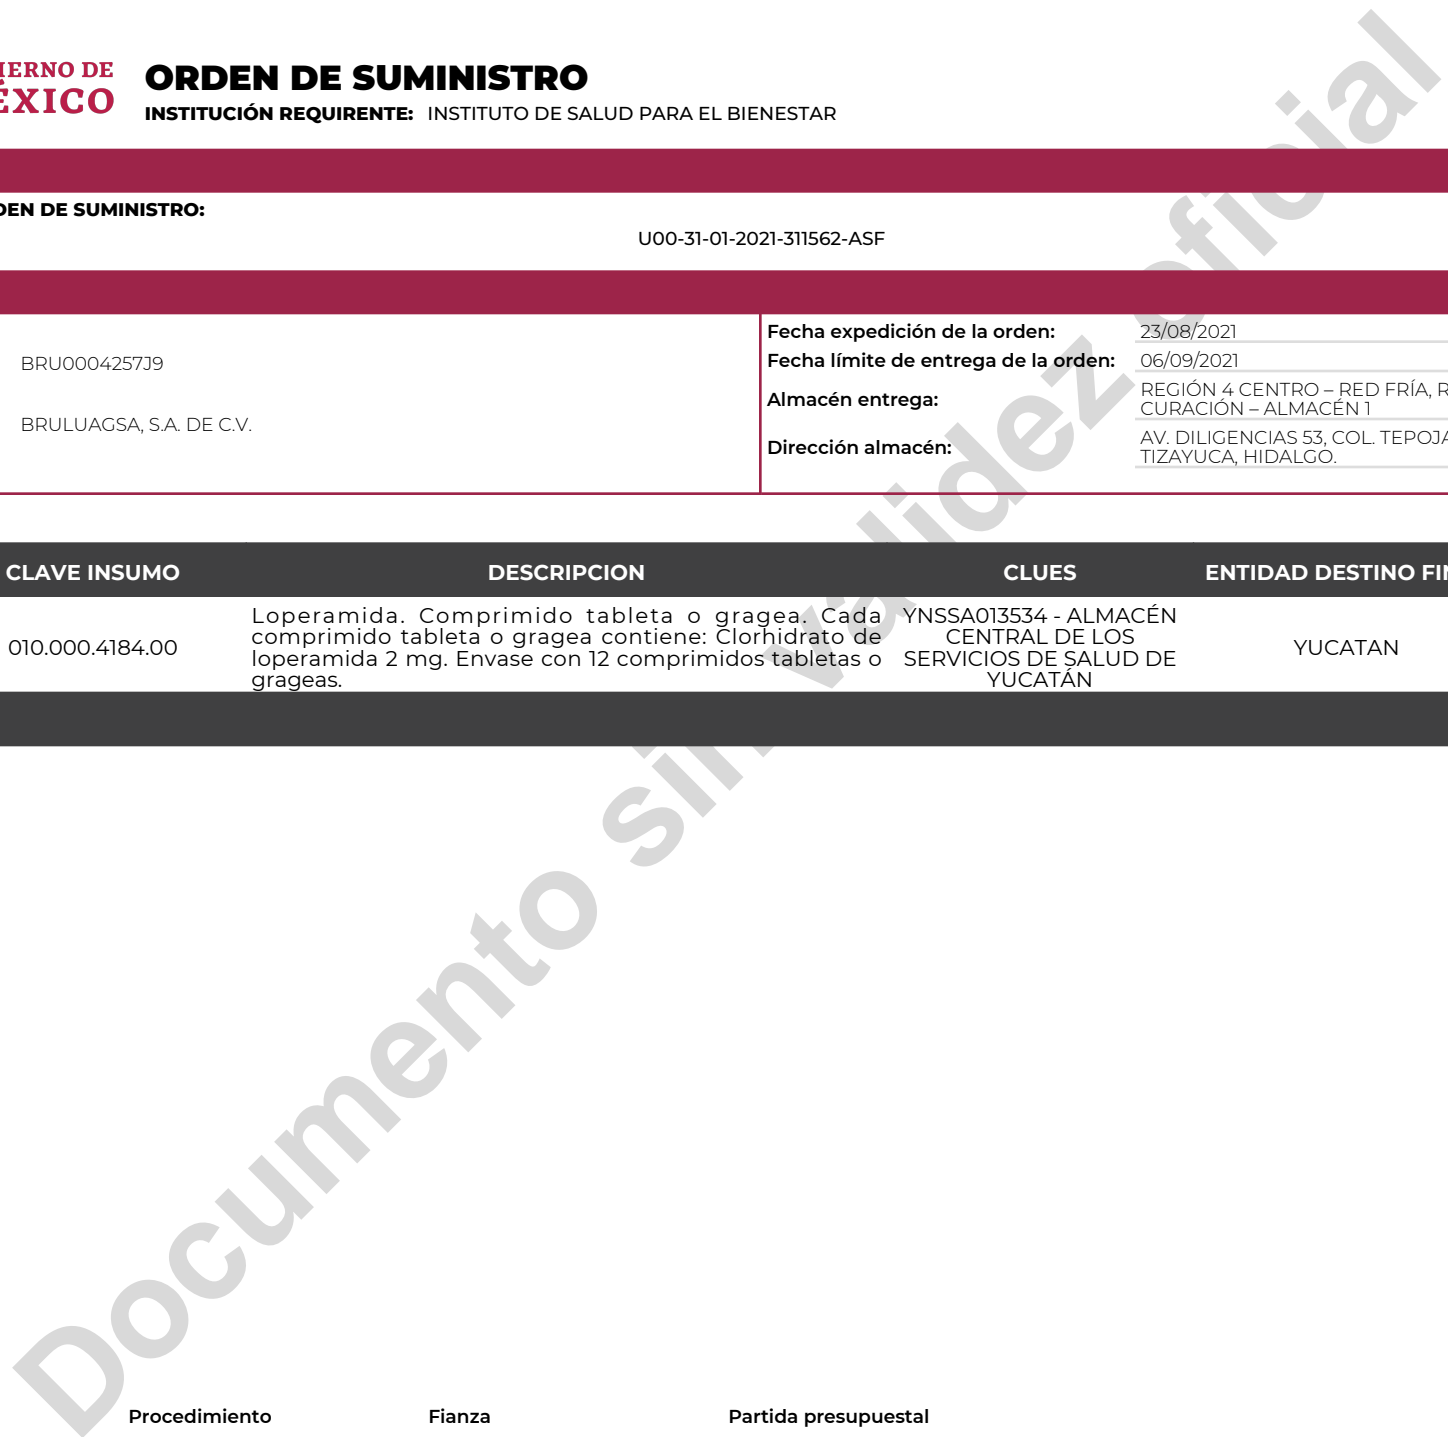 IERNO DE
ÉXICO
ORDEN DE SUMINISTRO
INSTITUCIÓN REQUIRENTE: INSTITUTO DE SALUD PARA EL BIENESTAR
DEN DE SUMINISTRO:
U00-31-01-2021-311562-ASF
BRU0004257J9
BRULUAGSA, S.A. DE C.V.
Fecha expedición de la orden: 23/08/2021
Fecha límite de entrega de la orden: 06/09/2021
Almacén entrega: REGIÓN 4 CENTRO – RED FRÍA, R
CURACIÓN – ALMACÉN 1
Dirección almacén: AV. DILIGENCIAS 53, COL. TEPOJA
TIZAYUCA, HIDALGO.
CLAVE INSUMO DESCRIPCION CLUES ENTIDAD DESTINO FIN
010.000.4184.00
Loperamida. Comprimido tableta o gragea. Cada
comprimido tableta o gragea contiene: Clorhidrato de
loperamida 2 mg. Envase con 12 comprimidos tabletas o
grageas.
YNSSA013534 - ALMACÉN
CENTRAL DE LOS
SERVICIOS DE SALUD DE
YUCATÁN
YUCATAN
Documento sin validez oficial
Procedimiento Fianza Partida presupuestal